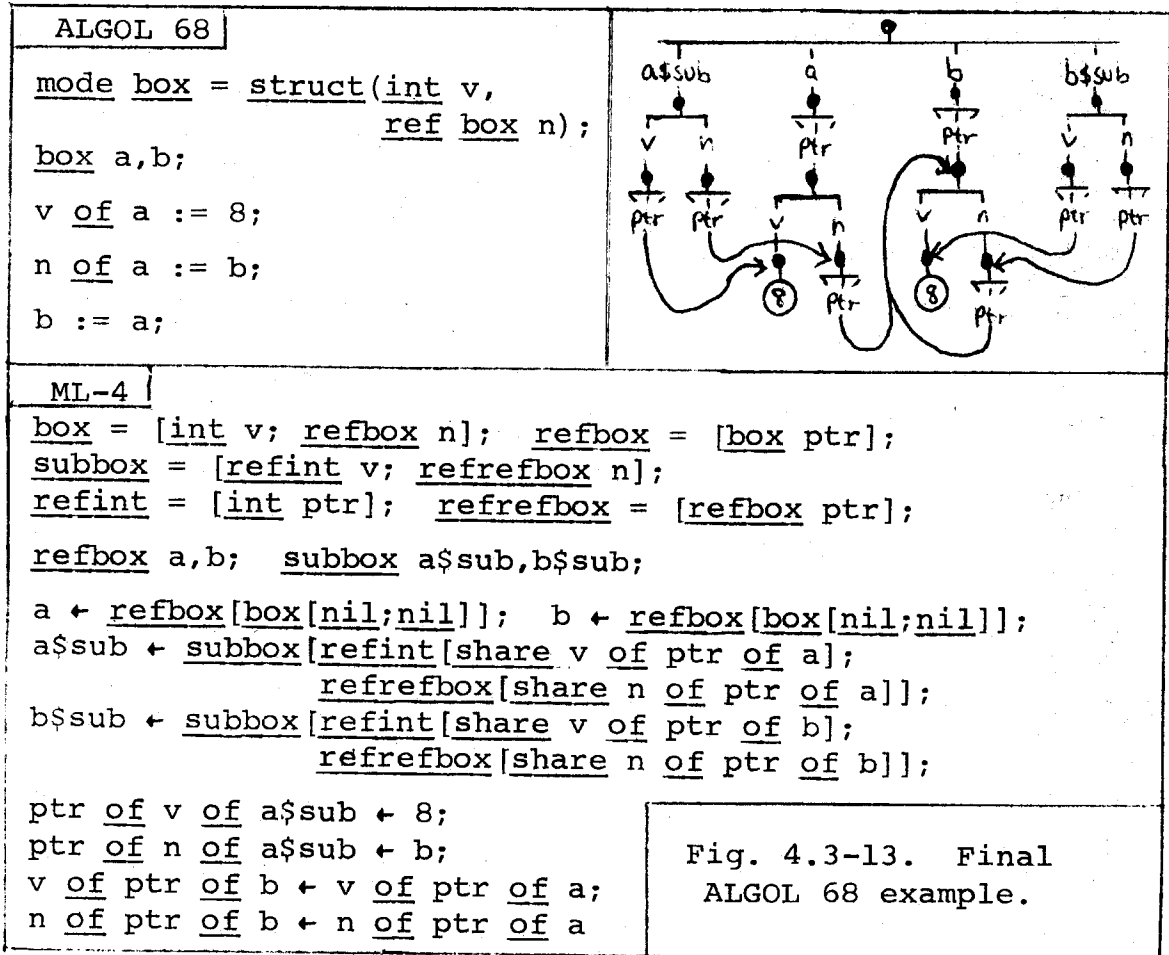 ALGOL 68
mode box = struct(int v,
ref box n);
box a,b;
v of a := 8;
n of a := b;
b := a;
a$sub a b b$sub
v n ptr ptr v n
ptr ptr v n v n ptr ptr
8 ptr 8 ptr
ML-4
box = [int v; refbox n]; refbox = [box ptr];
subbox = [refint v; refrefbox n];
refint = [int ptr]; refrefbox = [refbox ptr];
refbox a,b; subbox a$sub,b$sub;
a ← refbox[box[nil;nil]]; b ← refbox[box[nil;nil]];
a$sub ← subbox[refint[share v of ptr of a];
refrefbox[share n of ptr of a]];
b$sub ← subbox[refint[share v of ptr of b];
refrefbox[share n of ptr of b]];
ptr of v of a$sub ← 8;
ptr of n of a$sub ← b;
v of ptr of b ← v of ptr of a;
n of ptr of b ← n of ptr of a
Fig. 4.3-13. Final
ALGOL 68 example.